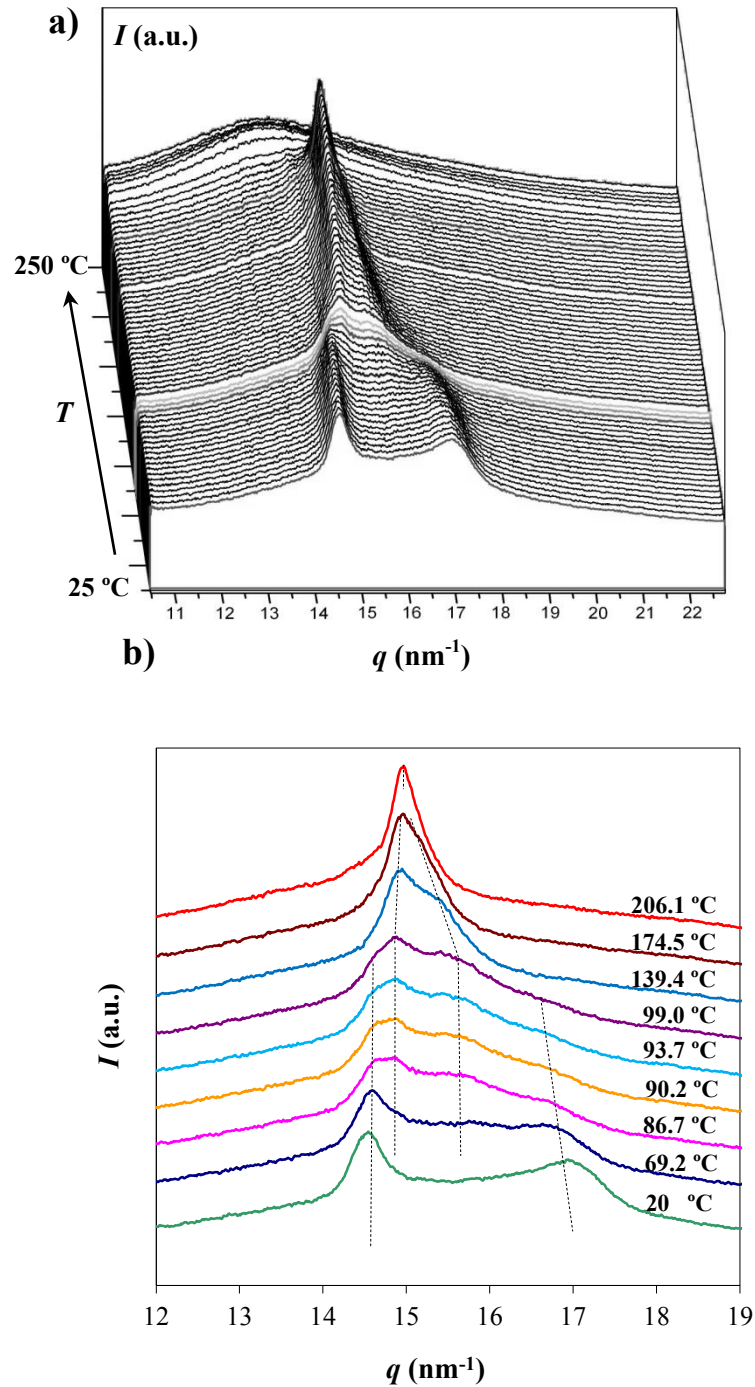 a)
I (a.u.)
250 ºC
T
25 ºC
11 12 13 14 15 16 17 18 19 20 21 22
b)
q (nm⁻¹)
206.1 ºC
174.5 ºC
139.4 ºC
99.0 ºC
93.7 ºC
90.2 ºC
86.7 ºC
69.2 ºC
20 ºC
I (a.u.)
12 13 14 15 16 17 18 19
q (nm⁻¹)